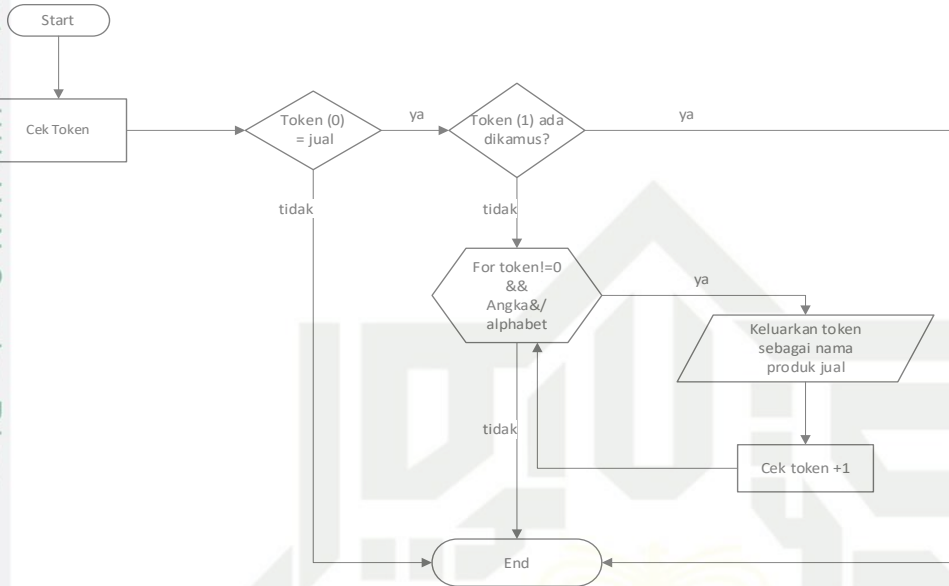 Start
Cek Token
Token (0)
= jual
ya
Token (1) ada
dikamus?
ya
tidak
tidak
For token!=0
&&
Angka&/
alphabet
ya
Keluarkan token
sebagai nama
produk jual
tidak
Cek token +1
End